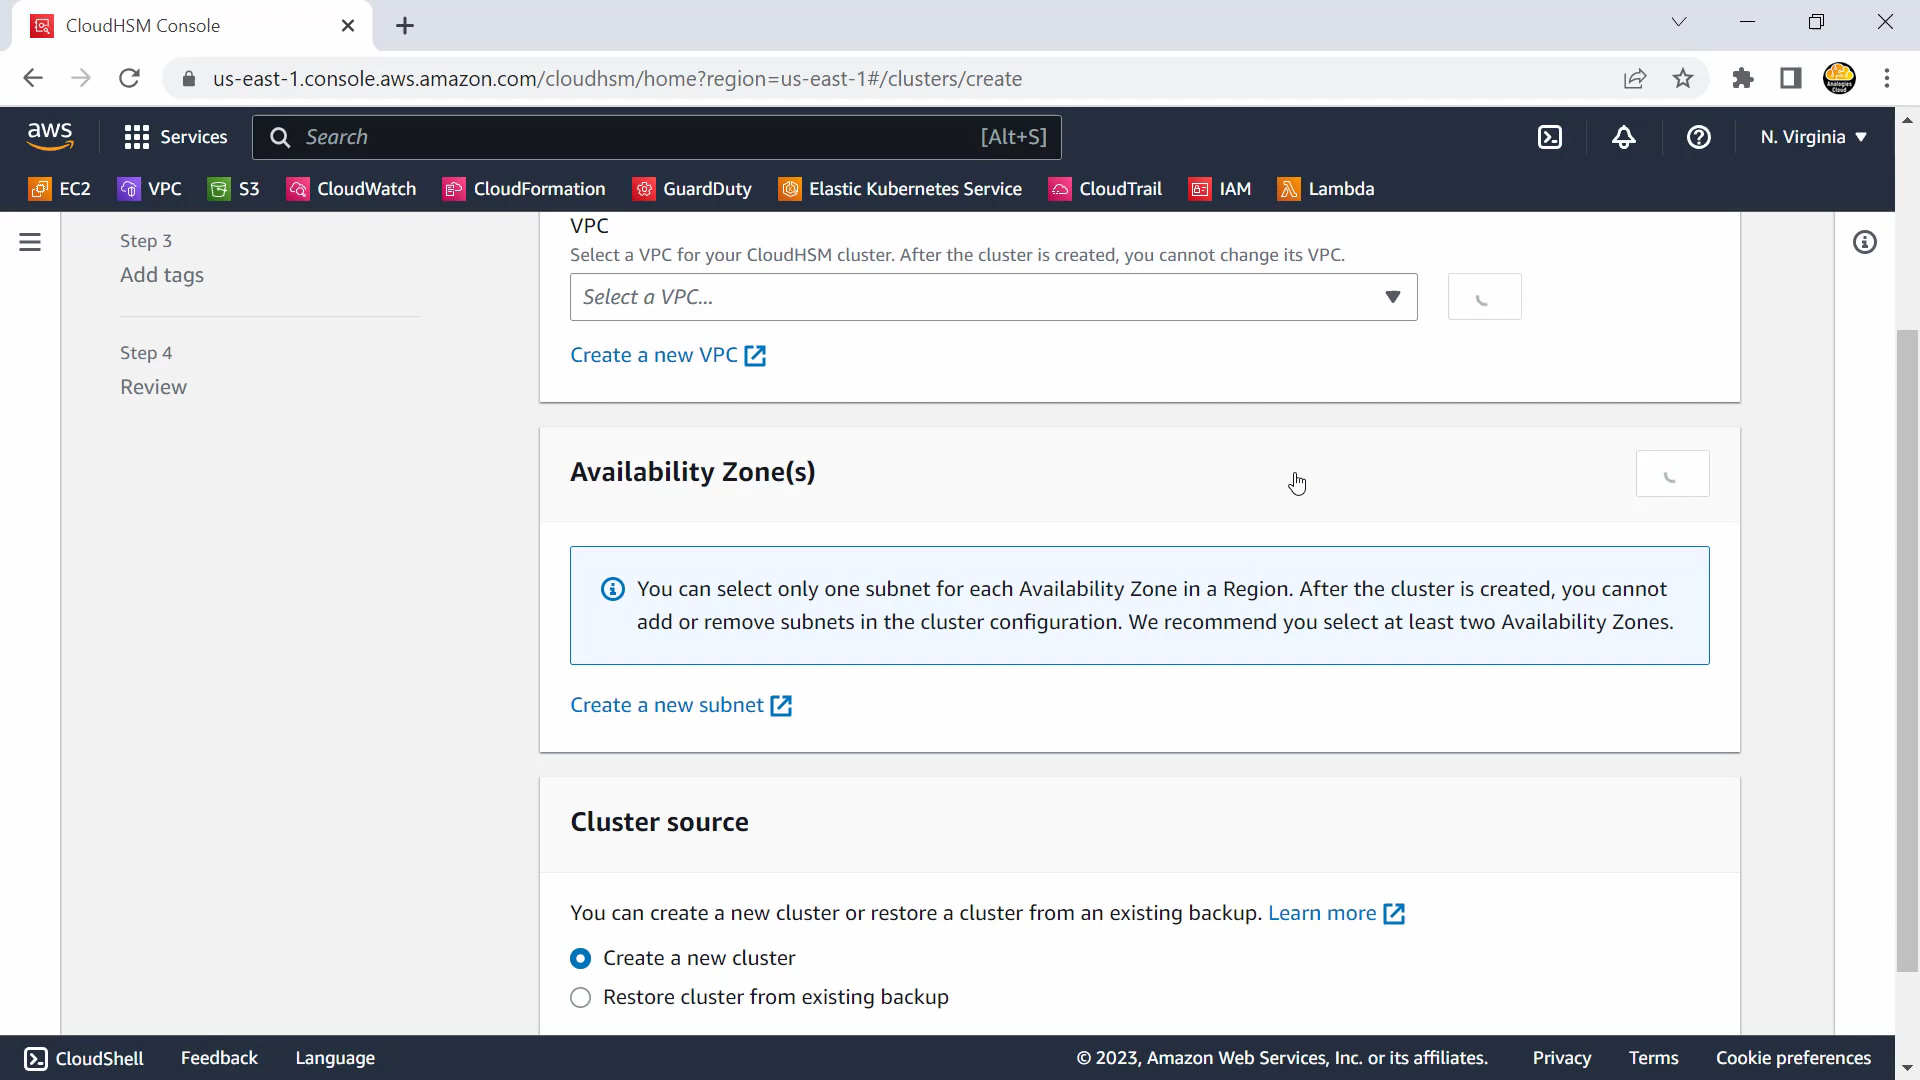 CloudHSM Console
us-east-1.console.aws.amazon.com/cloudhsm/home?region=us-east-1#/clusters/create
aws
Services
Search
[Alt+S]
N. Virginia
EC2
VPC
S3
CloudWatch
CloudFormation
GuardDuty
Elastic Kubernetes Service
CloudTrail
IAM
Lambda
Step 3
Add tags
Step 4
Review
VPC
Select a VPC for your CloudHSM cluster. After the cluster is created, you cannot change its VPC.
Select a VPC...
Create a new VPC
Availability Zone(s)
You can select only one subnet for each Availability Zone in a Region. After the cluster is created, you cannot
add or remove subnets in the cluster configuration. We recommend you select at least two Availability Zones.
Create a new subnet
Cluster source
You can create a new cluster or restore a cluster from an existing backup. Learn more
Create a new cluster
Restore cluster from existing backup
CloudShell
Feedback
Language
© 2023, Amazon Web Services, Inc. or its affiliates.
Privacy
Terms
Cookie preferences